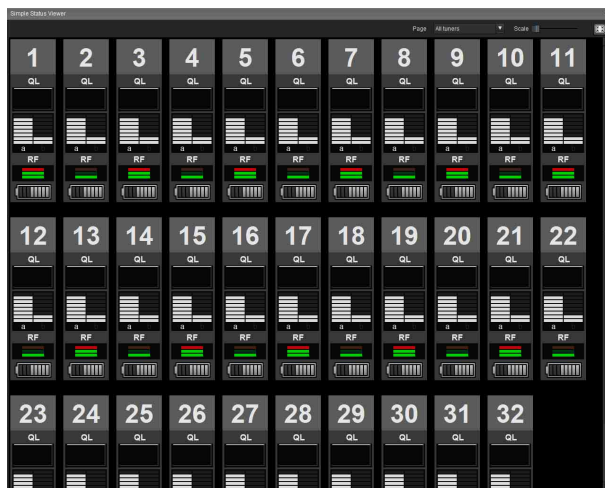 Simple Status Viewer
Page All tuners Scale
1 2 3 4 5 6 7 8 9 10 11
QL QL QL QL QL QL QL QL QL QL QL
a a a a a a a a a a a
RF RF RF RF RF RF RF RF RF RF RF
12 13 14 15 16 17 18 19 20 21 22
QL QL QL QL QL QL QL QL QL QL QL
a a a a a a a a a a a
RF RF RF RF RF RF RF RF RF RF RF
23 24 25 26 27 28 29 30 31 32
QL QL QL QL QL QL QL QL QL QL